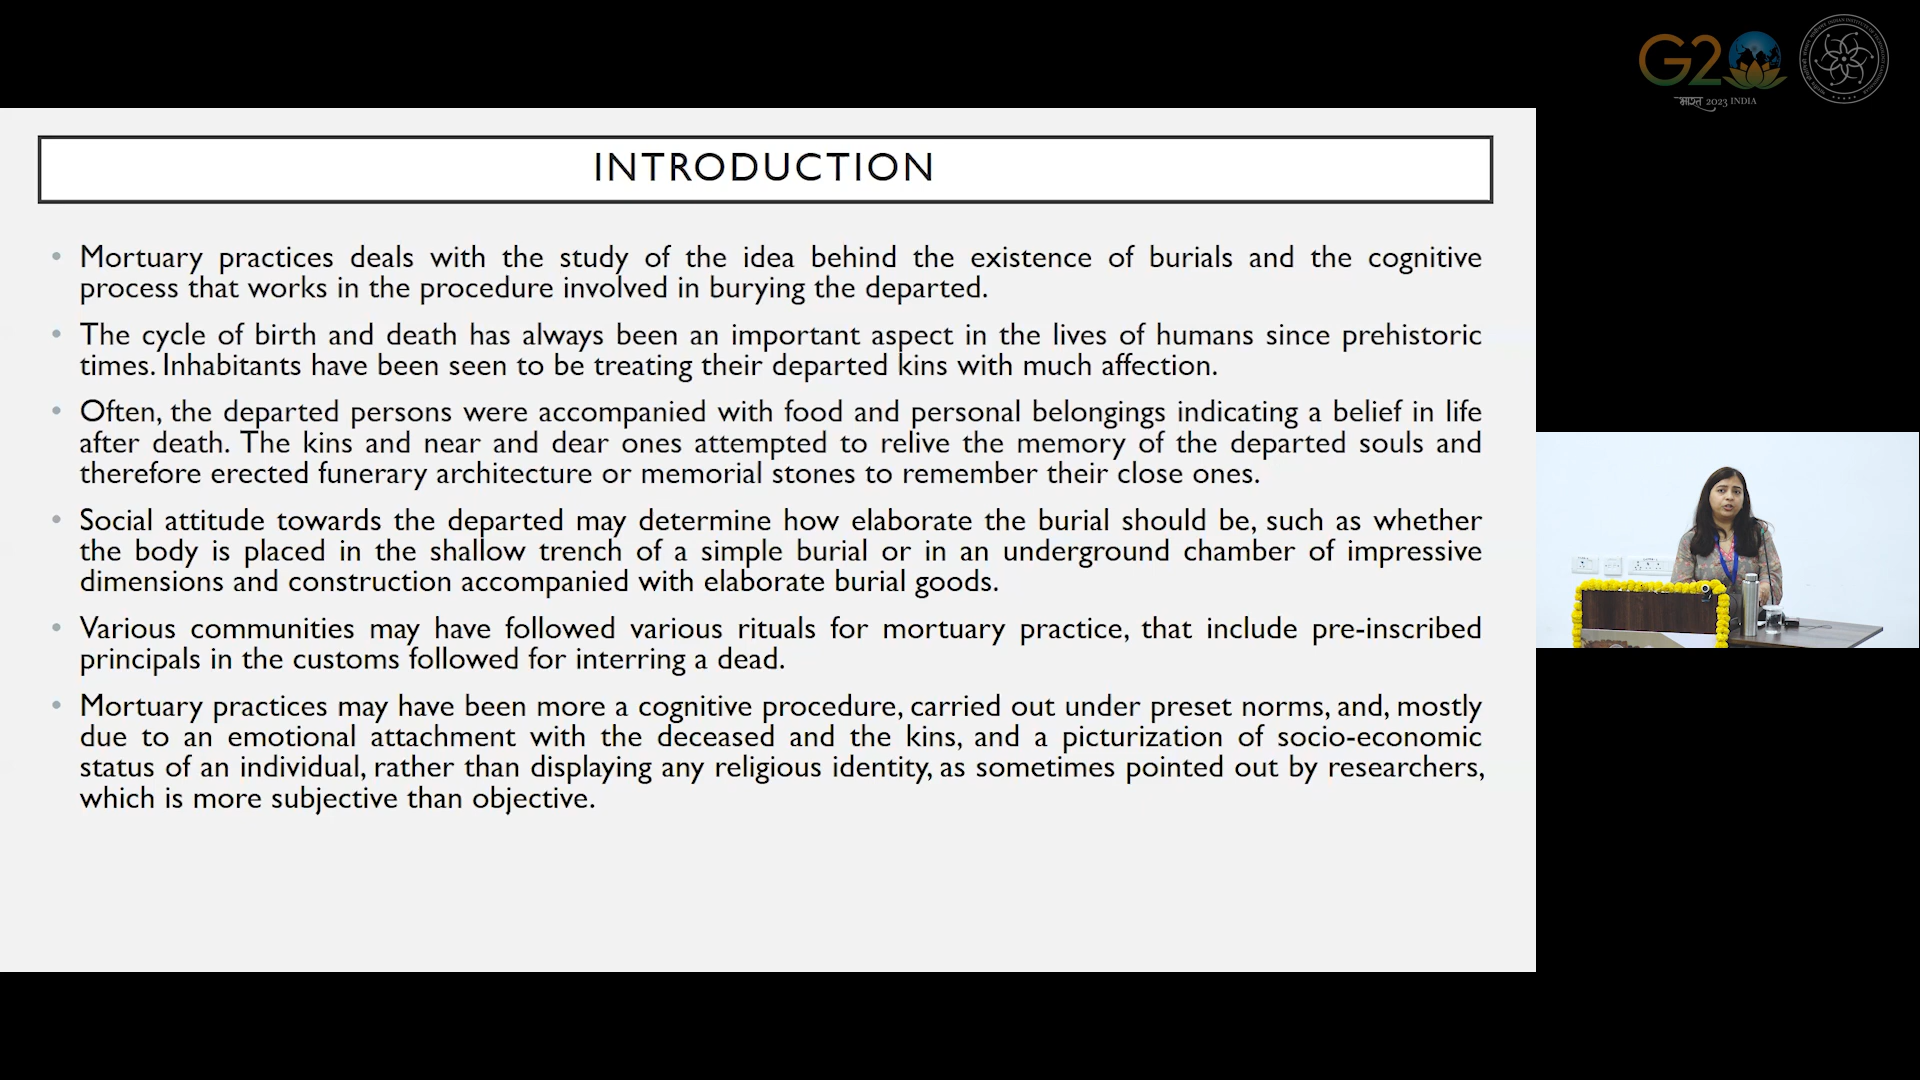 G20
भारत 2023 INDIA
INTRODUCTION
• Mortuary practices deals with the study of the idea behind the existence of burials and the cognitive
process that works in the procedure involved in burying the departed.
• The cycle of birth and death has always been an important aspect in the lives of humans since prehistoric
times. Inhabitants have been seen to be treating their departed kins with much affection.
• Often, the departed persons were accompanied with food and personal belongings indicating a belief in life
after death. The kins and near and dear ones attempted to relive the memory of the departed souls and
therefore erected funerary architecture or memorial stones to remember their close ones.
• Social attitude towards the departed may determine how elaborate the burial should be, such as whether
the body is placed in the shallow trench of a simple burial or in an underground chamber of impressive
dimensions and construction accompanied with elaborate burial goods.
• Various communities may have followed various rituals for mortuary practice, that include pre-inscribed
principals in the customs followed for interring a dead.
• Mortuary practices may have been more a cognitive procedure, carried out under preset norms, and, mostly
due to an emotional attachment with the deceased and the kins, and a picturization of socio-economic
status of an individual, rather than displaying any religious identity, as sometimes pointed out by researchers,
which is more subjective than objective.